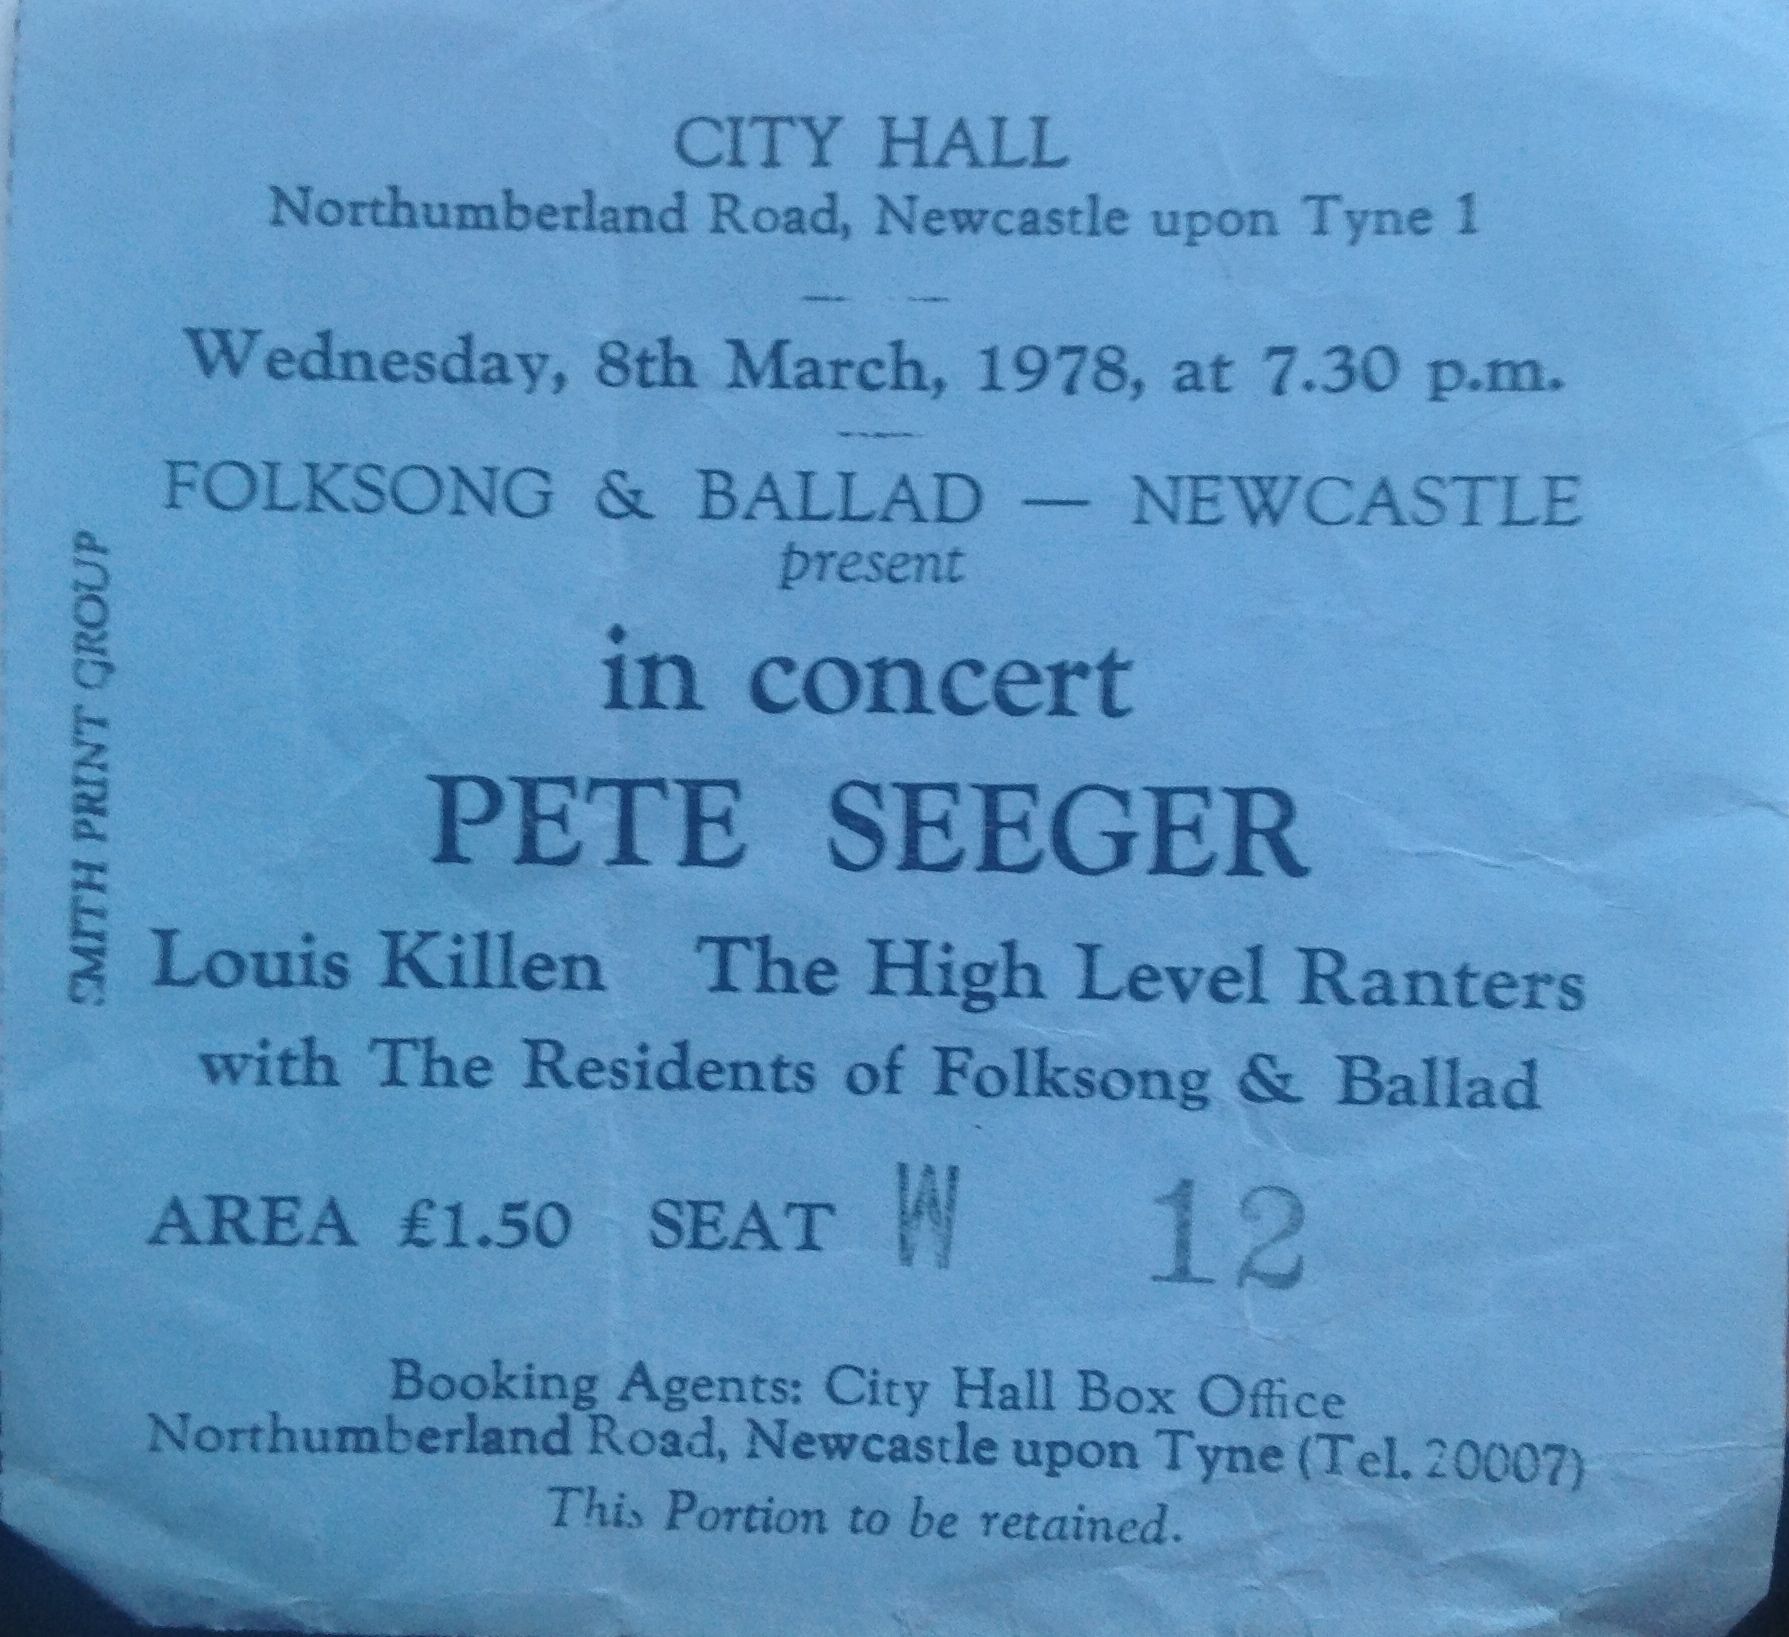 CITY HALL
Northumberland Road, Newcastle upon Tyne 1
Wednesday, 8th March, 1978, at 7.30 p.m.
FOLKSONG & BALLAD — NEWCASTLE
present
in concert
PETE SEEGER
Louis Killen The High Level Ranters
with The Residents of Folksong & Ballad
AREA £1.50 SEAT W 12
Booking Agents: City Hall Box Office
Northumberland Road, Newcastle upon Tyne (Tel. 20007)
This Portion to be retained.
SMITH PRINT GROUP